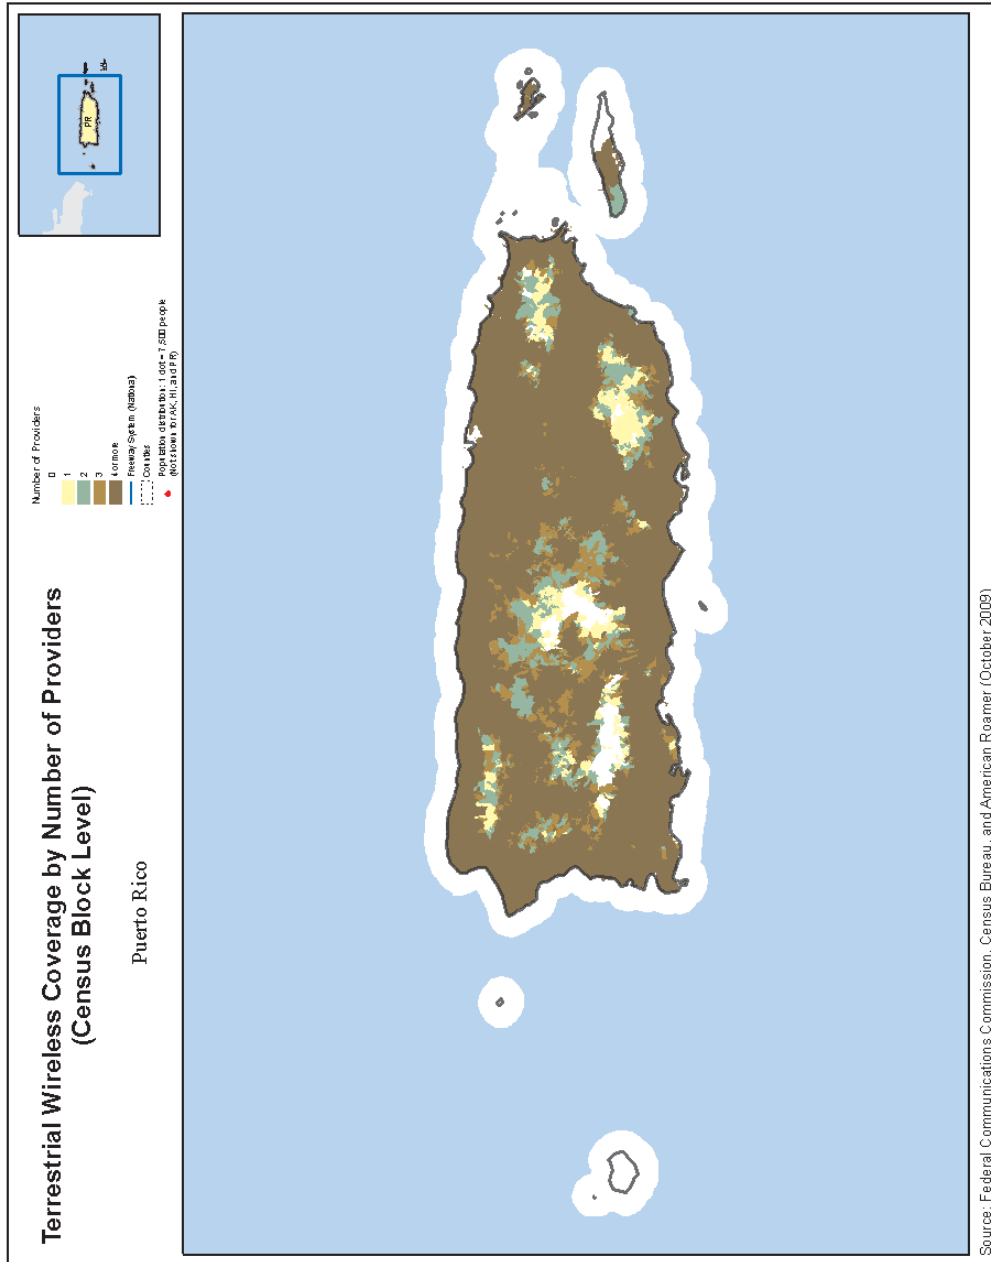 Terrestrial Wireless Coverage by Number of Providers
(Census Block Level)
Puerto Rico
Number of Providers
0
1
2
3
4 or more
Freeway System (National)
Counties
Population distribution: 1 dot = 7,500 people
(Not shown for AK, HI, and PR)
PR
Source: Federal Communications Commission, Census Bureau, and American Roamer (October 2009)